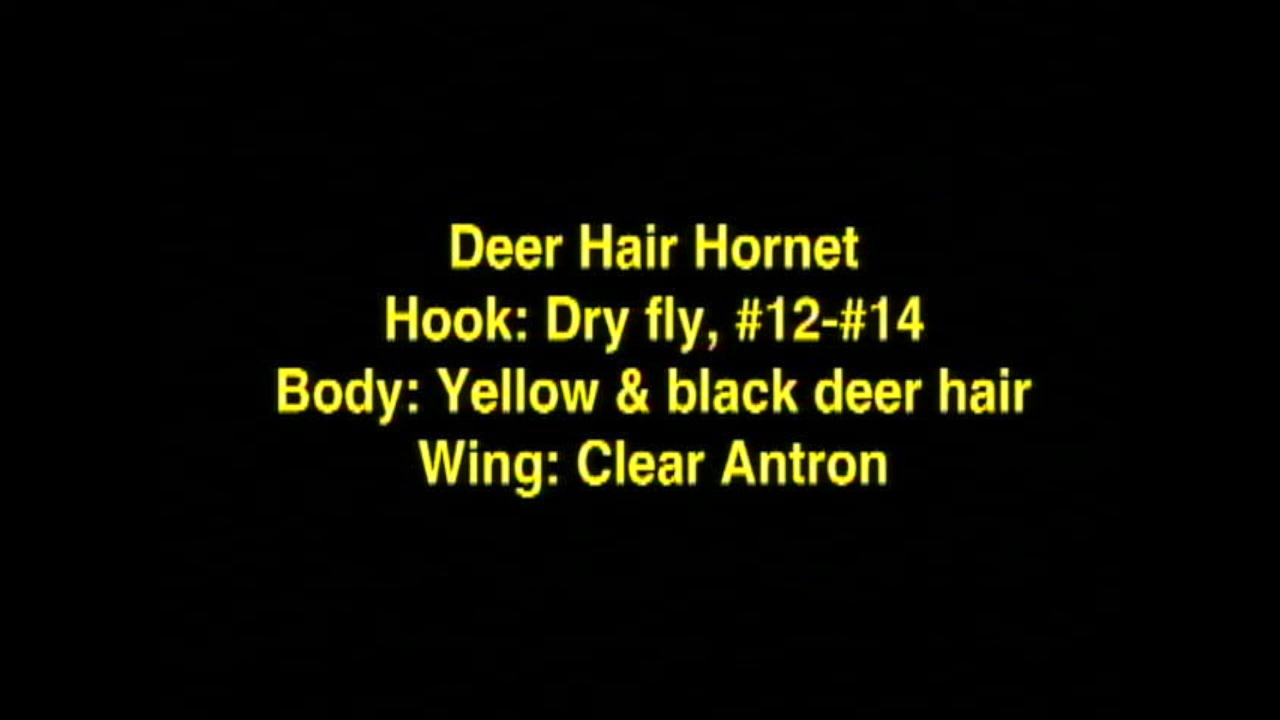 Deer Hair Hornet
Hook: Dry fly, #12-#14
Body: Yellow & black deer hair
Wing: Clear Antron